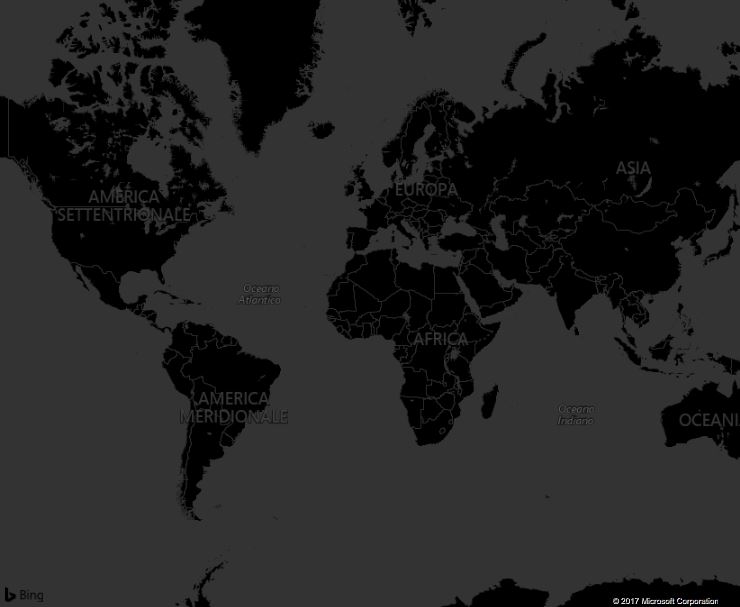 ASIA
EUROPA
AMERICA
SETTENTRIONALE
Oceano
Atlantico
AFRICA
AMERICA
MERIDIONALE
Oceano
Indiano
OCEANI
Bing
© 2017 Microsoft Corporation